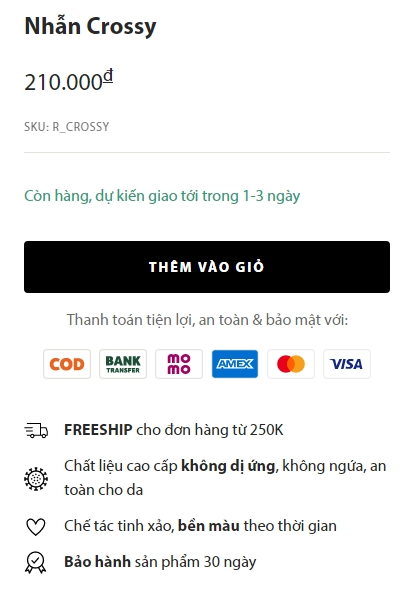 Nhẫn Crossy
210.000₫
SKU: R_CROSSY
Còn hàng, dự kiến giao tới trong 1-3 ngày
THÊM VÀO GIỎ
Thanh toán tiện lợi, an toàn & bảo mật với:
COD BANK TRANSFER mo mo AMEX VISA
FREESHIP cho đơn hàng từ 250K
Chất liệu cao cấp không dị ứng, không ngứa, an
toàn cho da
Chế tác tinh xảo, bền màu theo thời gian
Bảo hành sản phẩm 30 ngày